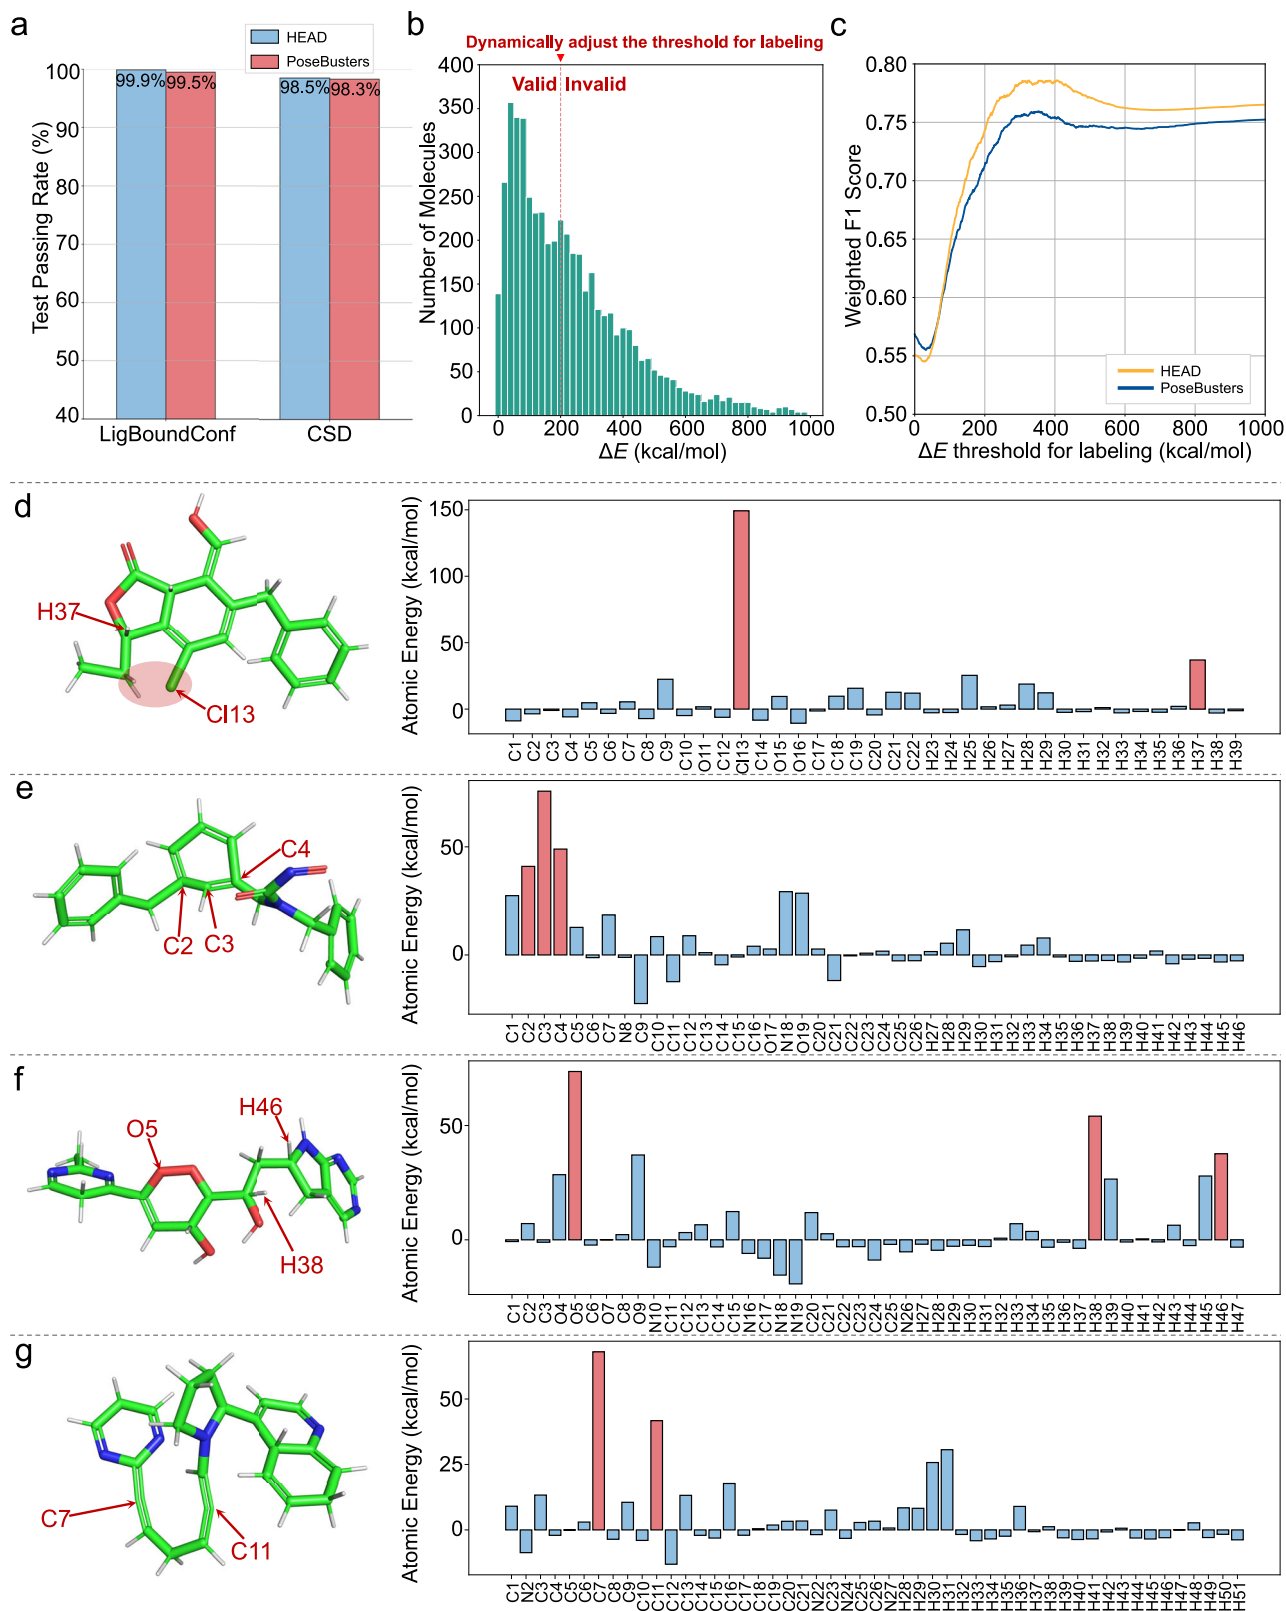 a
HEAD
PoseBusters
Test Passing Rate (%)
100
90
80
70
60
50
40
99.9%
99.5%
98.5%
98.3%
LigBoundConf
CSD
b
Dynamically adjust the threshold for labeling
Valid
Invalid
Number of Molecules
400
350
300
250
200
150
100
50
0
0
200
400
600
800
1000
ΔE (kcal/mol)
c
Weighted F1 Score
0.80
0.75
0.70
0.65
0.60
0.55
0.50
HEAD
PoseBusters
0
200
400
600
800
1000
ΔE threshold for labeling (kcal/mol)
d
H37
Cl13
Atomic Energy (kcal/mol)
150
100
50
0
C1 C2 C3 C4 C5 C6 C7 C8 C9 C10 O11 C12 Cl13 C14 O15 O16 C17 C18 C19 C20 C21 C22 H23 H24 H25 H26 H27 H28 H29 H30 H31 H32 H33 H34 H35 H36 H37 H38 H39
e
C4
C2
C3
Atomic Energy (kcal/mol)
50
0
C1 C2 C3 C4 C5 C6 C7 N8 C9 C10 C11 C12 C13 C14 C15 C16 O17 N18 O19 C20 C21 C22 C23 C24 C25 C26 H27 H28 H29 H30 H31 H32 H33 H34 H35 H36 H37 H38 H39 H40 H41 H42 H43 H44 H45 H46
f
H46
O5
H38
Atomic Energy (kcal/mol)
50
0
C1 C2 C3 O4 O5 C6 O7 C8 O9 N10 C11 C12 C13 C14 C15 N16 C17 N18 N19 C20 C21 C22 C23 C24 C25 N26 H27 H28 H29 H30 H31 H32 H33 H34 H35 H36 H37 H38 H39 H40 H41 H42 H43 H44 H45 H46 H47
g
C7
C11
Atomic Energy (kcal/mol)
50
25
0
C1 N2 C3 C4 C5 C6 C7 C8 C9 C10 C11 C12 C13 C14 C15 C16 C17 C18 C19 C20 C21 N22 C23 N24 C25 C26 N27 H28 H29 H30 H31 H32 H33 H34 H35 H36 H37 H38 H39 H40 H41 H42 H43 H44 H45 H46 H47 H48 H49 H50 H51